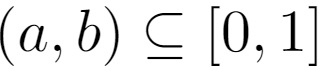 (a, b) ⊆ [0, 1]